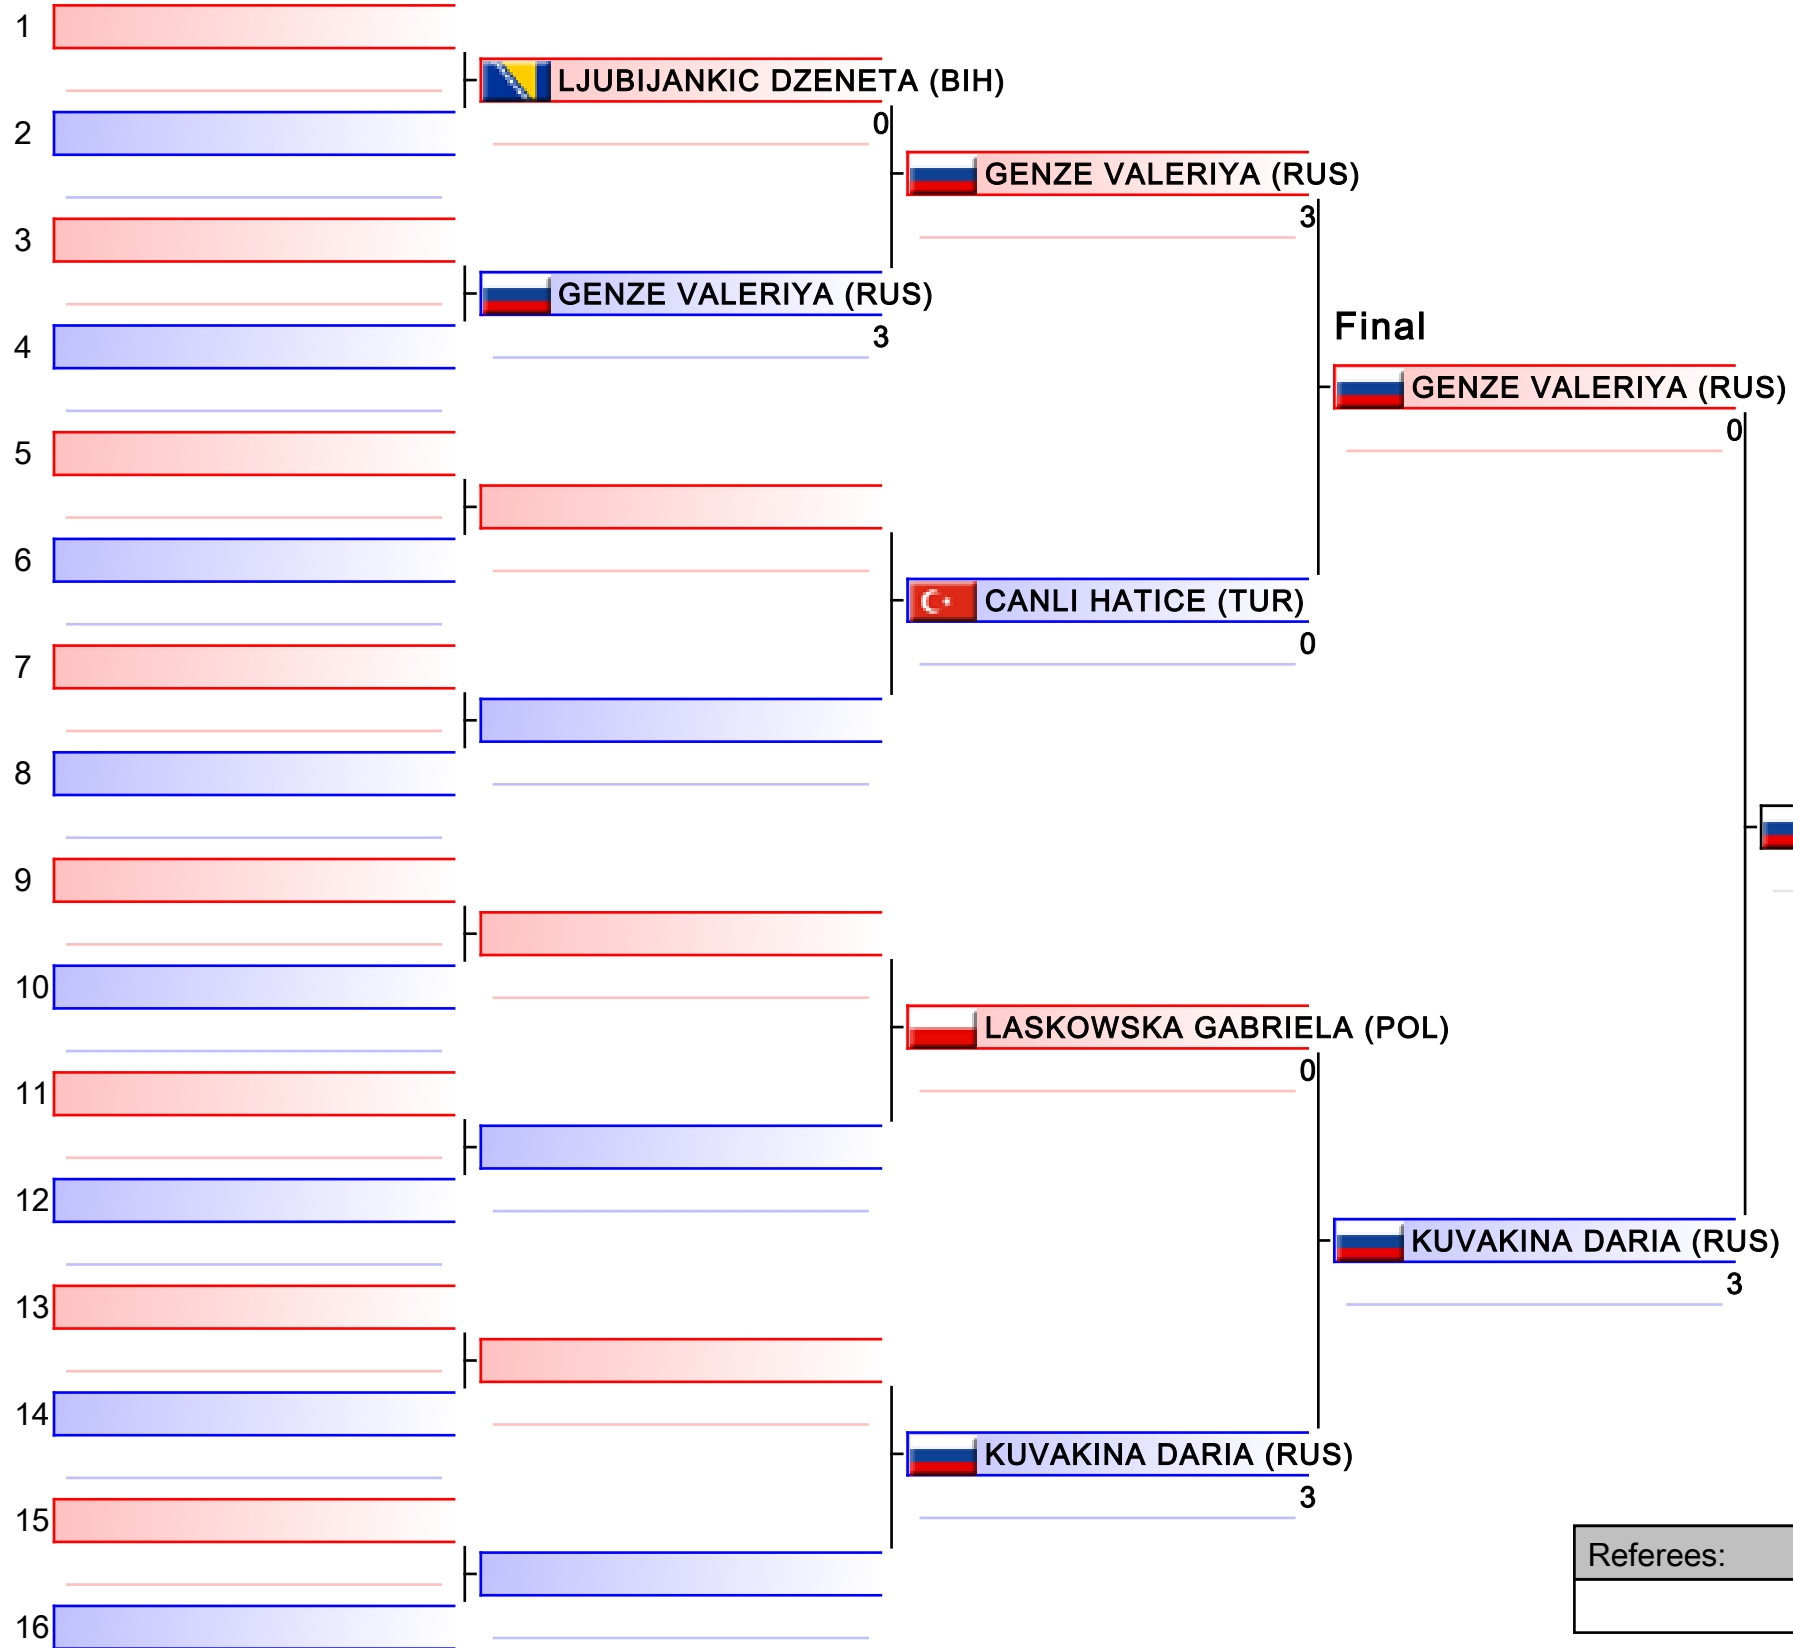 1
LJUBIJANKIC DZENETA (BIH)
0
2
GENZE VALERIYA (RUS)
3
3
GENZE VALERIYA (RUS)
3
4
Final
GENZE VALERIYA (RUS)
0
5
6
CANLI HATICE (TUR)
0
7
8
9
10
LASKOWSKA GABRIELA (POL)
0
11
12
KUVAKINA DARIA (RUS)
3
13
14
KUVAKINA DARIA (RUS)
3
15
Referees:
16